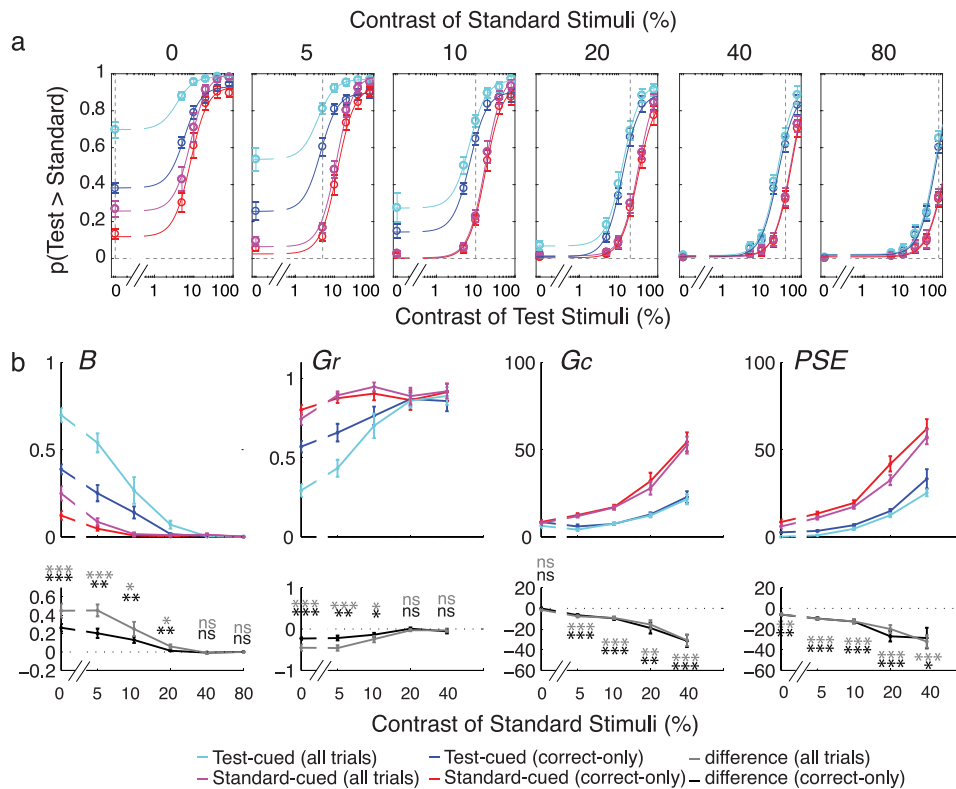 Contrast of Standard Stimuli (%)
a
0 5 10 20 40 80
p(Test > Standard)
1
0.8
0.6
0.4
0.2
0
0 1 10 100
0 1 10 100
0 1 10 100
0 1 10 100
0 1 10 100
0 1 10 100
Contrast of Test Stimuli (%)
b
B Gr Gc PSE
1
0.5
0
1
0.5
0
100
50
0
100
50
0
*** *** * * ns ns
*** ** ** ** ns ns
0.6
0.4
0.2
0
−0.2
0 5 10 20 40 80
*** *** * ns ns
*** ** * ns ns
1
0
−1
0 5 10 20 40
ns
ns
*** *** ** ***
*** *** ** ***
20
0
−20
−40
−60
0 5 10 20 40
** *** *** *** ***
** *** *** *** *
20
0
−20
−40
−60
0 5 10 20 40
Contrast of Standard Stimuli (%)
Test-cued (all trials) Test-cued (correct-only) difference (all trials)
Standard-cued (all trials) Standard-cued (correct-only) difference (correct-only)